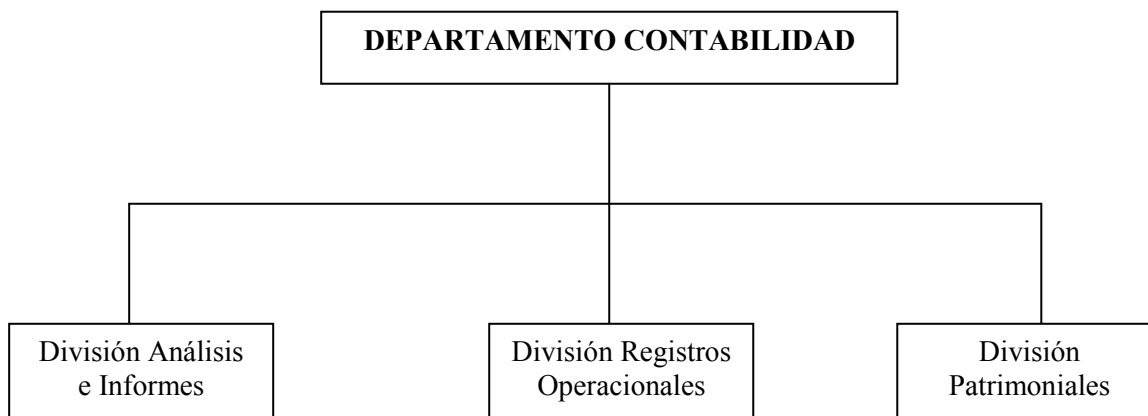 DEPARTAMENTO CONTABILIDAD
División Análisis
e Informes
División Registros
Operacionales
División
Patrimoniales